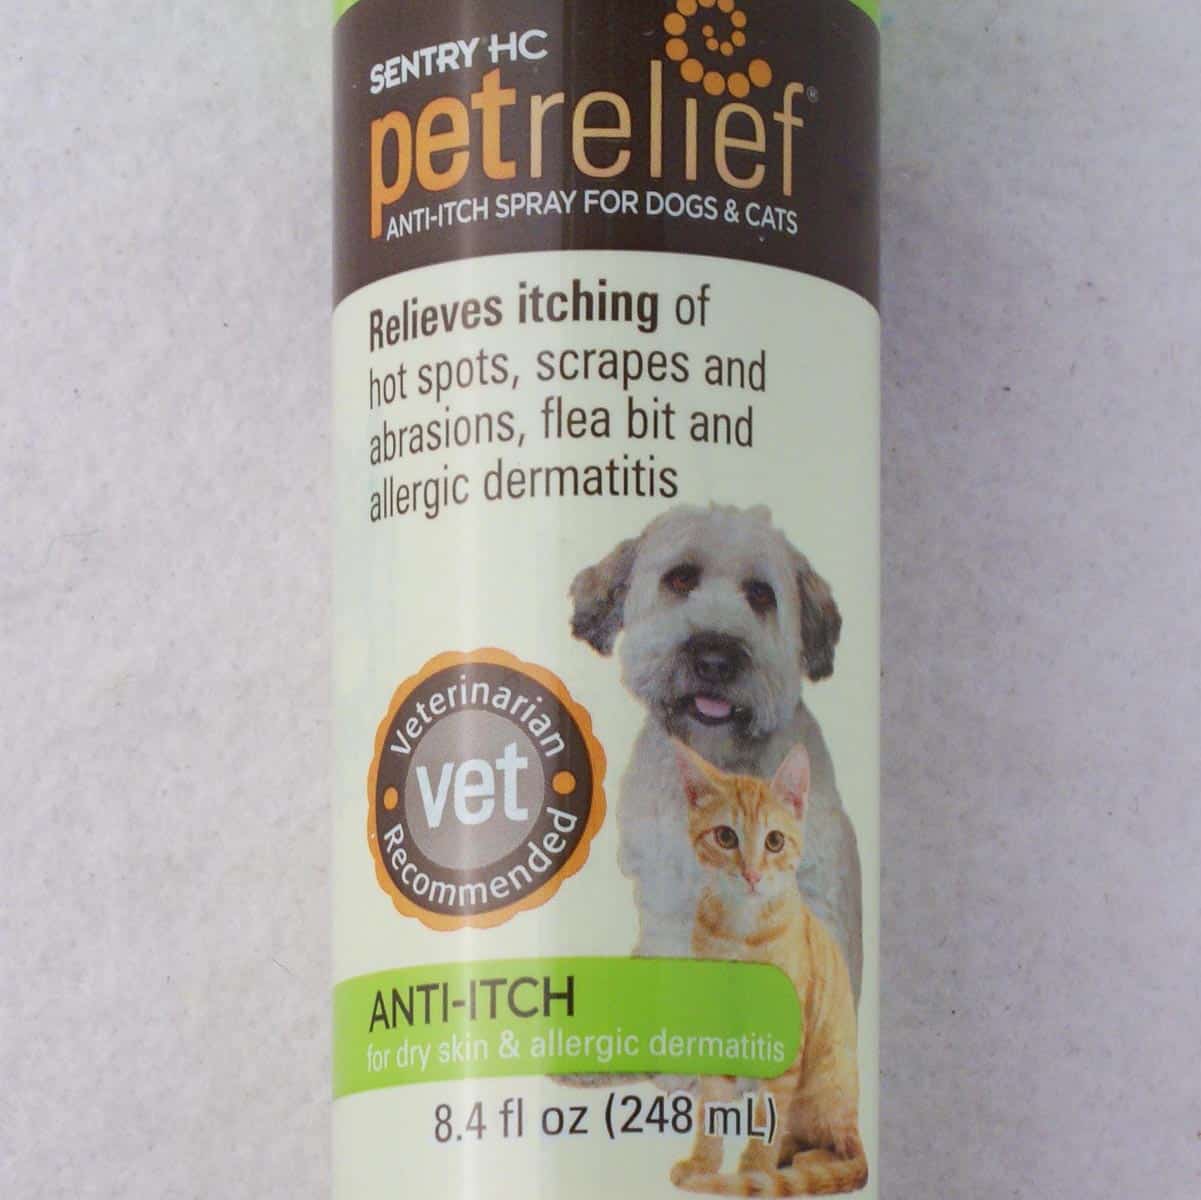 SENTRY HC
petrelief®
ANTI-ITCH SPRAY FOR DOGS & CATS
Relieves itching of
hot spots, scrapes and
abrasions, flea bit and
allergic dermatitis
Veterinarian
vet
Recommended
ANTI-ITCH
for dry skin & allergic dermatitis
8.4 fl oz (248 mL)